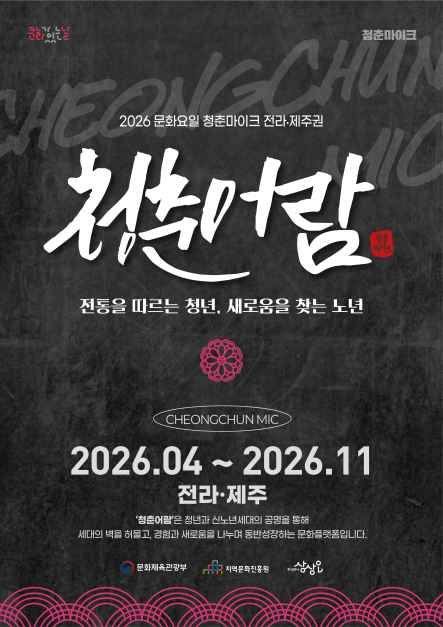 청춘마이크
CHEONGCHUN
MIC
2026 문화요일 청춘마이크 전라·제주권
청춘어람
전통을 따르는 청년, 새로움을 찾는 노년
CHEONGCHUN MIC
2026.04 ~ 2026.11
전라·제주
'청춘어람'은 청년과 신노년세대의 공명을 통해
세대의 벽을 허물고, 경험과 새로움을 나누며 동반성장하는 문화플랫폼입니다.
문화체육관광부 지역문화진흥원 상상오